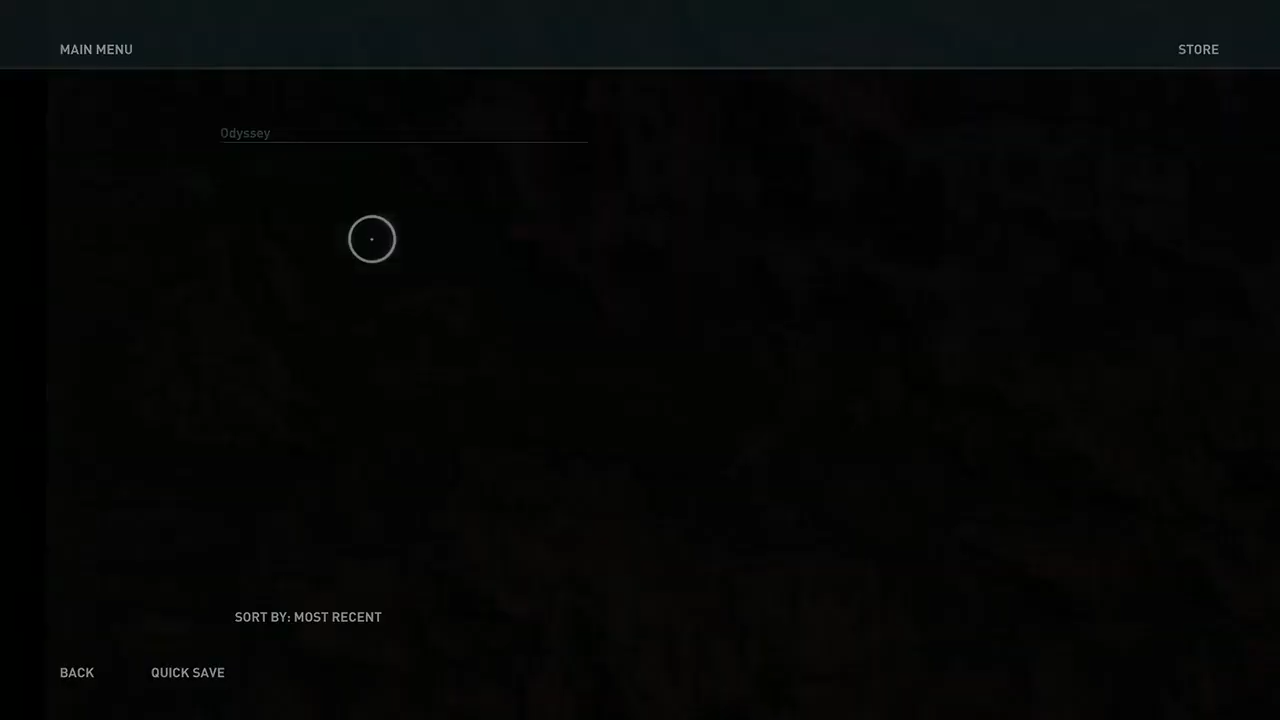 MAIN MENU
STORE
Odyssey
SORT BY: MOST RECENT
BACK
QUICK SAVE